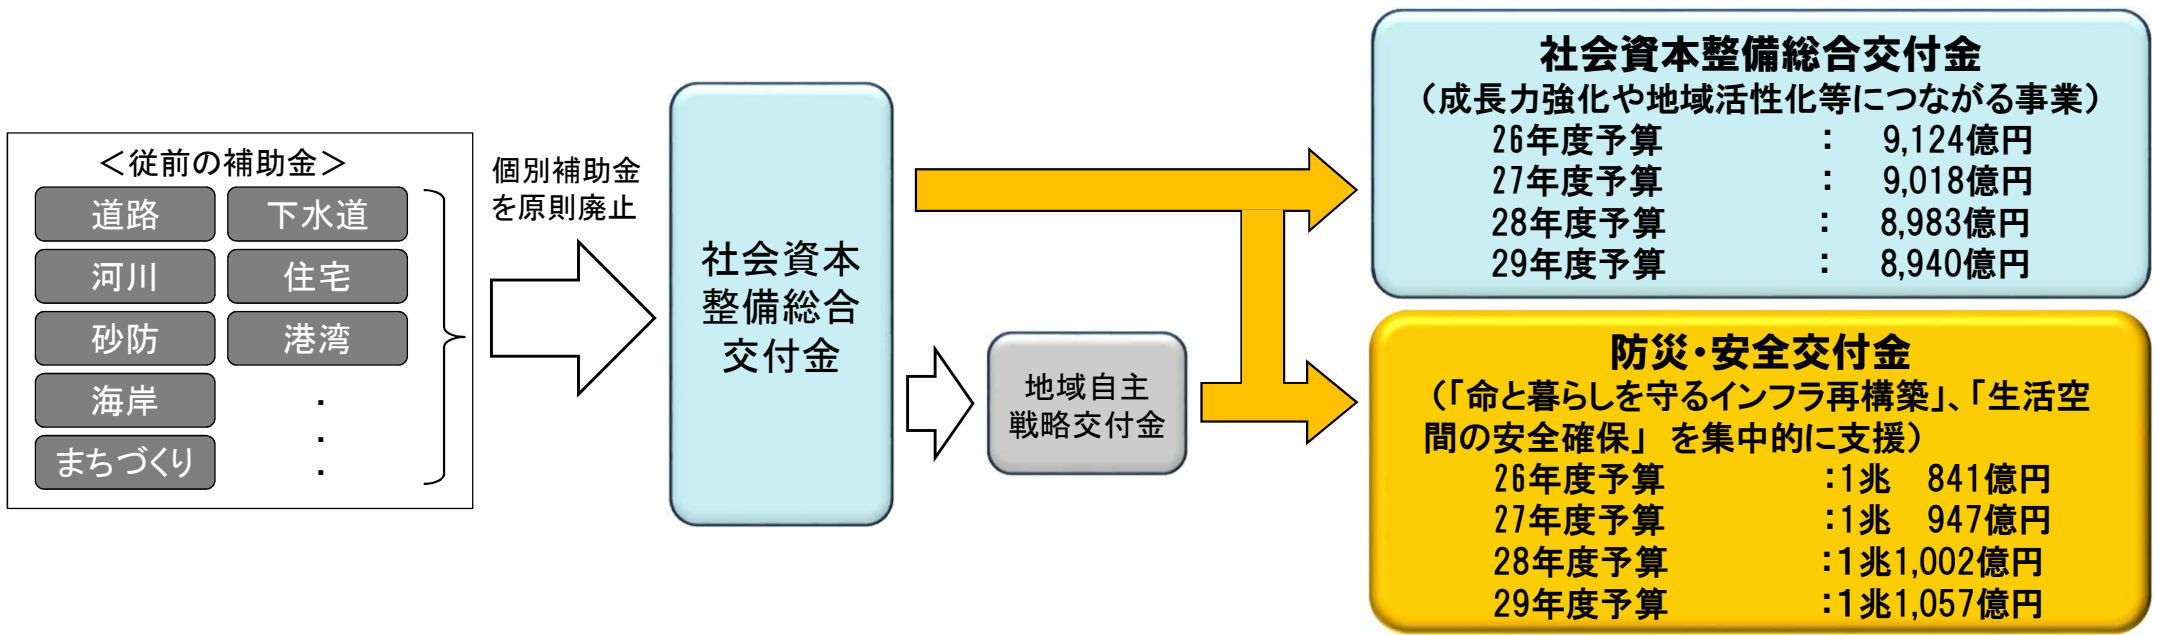 ＜従前の補助金＞
道路
下水道
河川
住宅
砂防
港湾
海岸
まちづくり
・
・
・
個別補助金
を原則廃止
社会資本
整備総合
交付金
地域自主
戦略交付金
社会資本整備総合交付金
（成長力強化や地域活性化等につながる事業）
26年度予算　：　9,124億円
27年度予算　：　9,018億円
28年度予算　：　8,983億円
29年度予算　：　8,940億円
防災・安全交付金
（「命と暮らしを守るインフラ再構築」、「生活空
間の安全確保」 を集中的に支援）
26年度予算　：1兆　841億円
27年度予算　：1兆　947億円
28年度予算　：1兆1,002億円
29年度予算　：1兆1,057億円